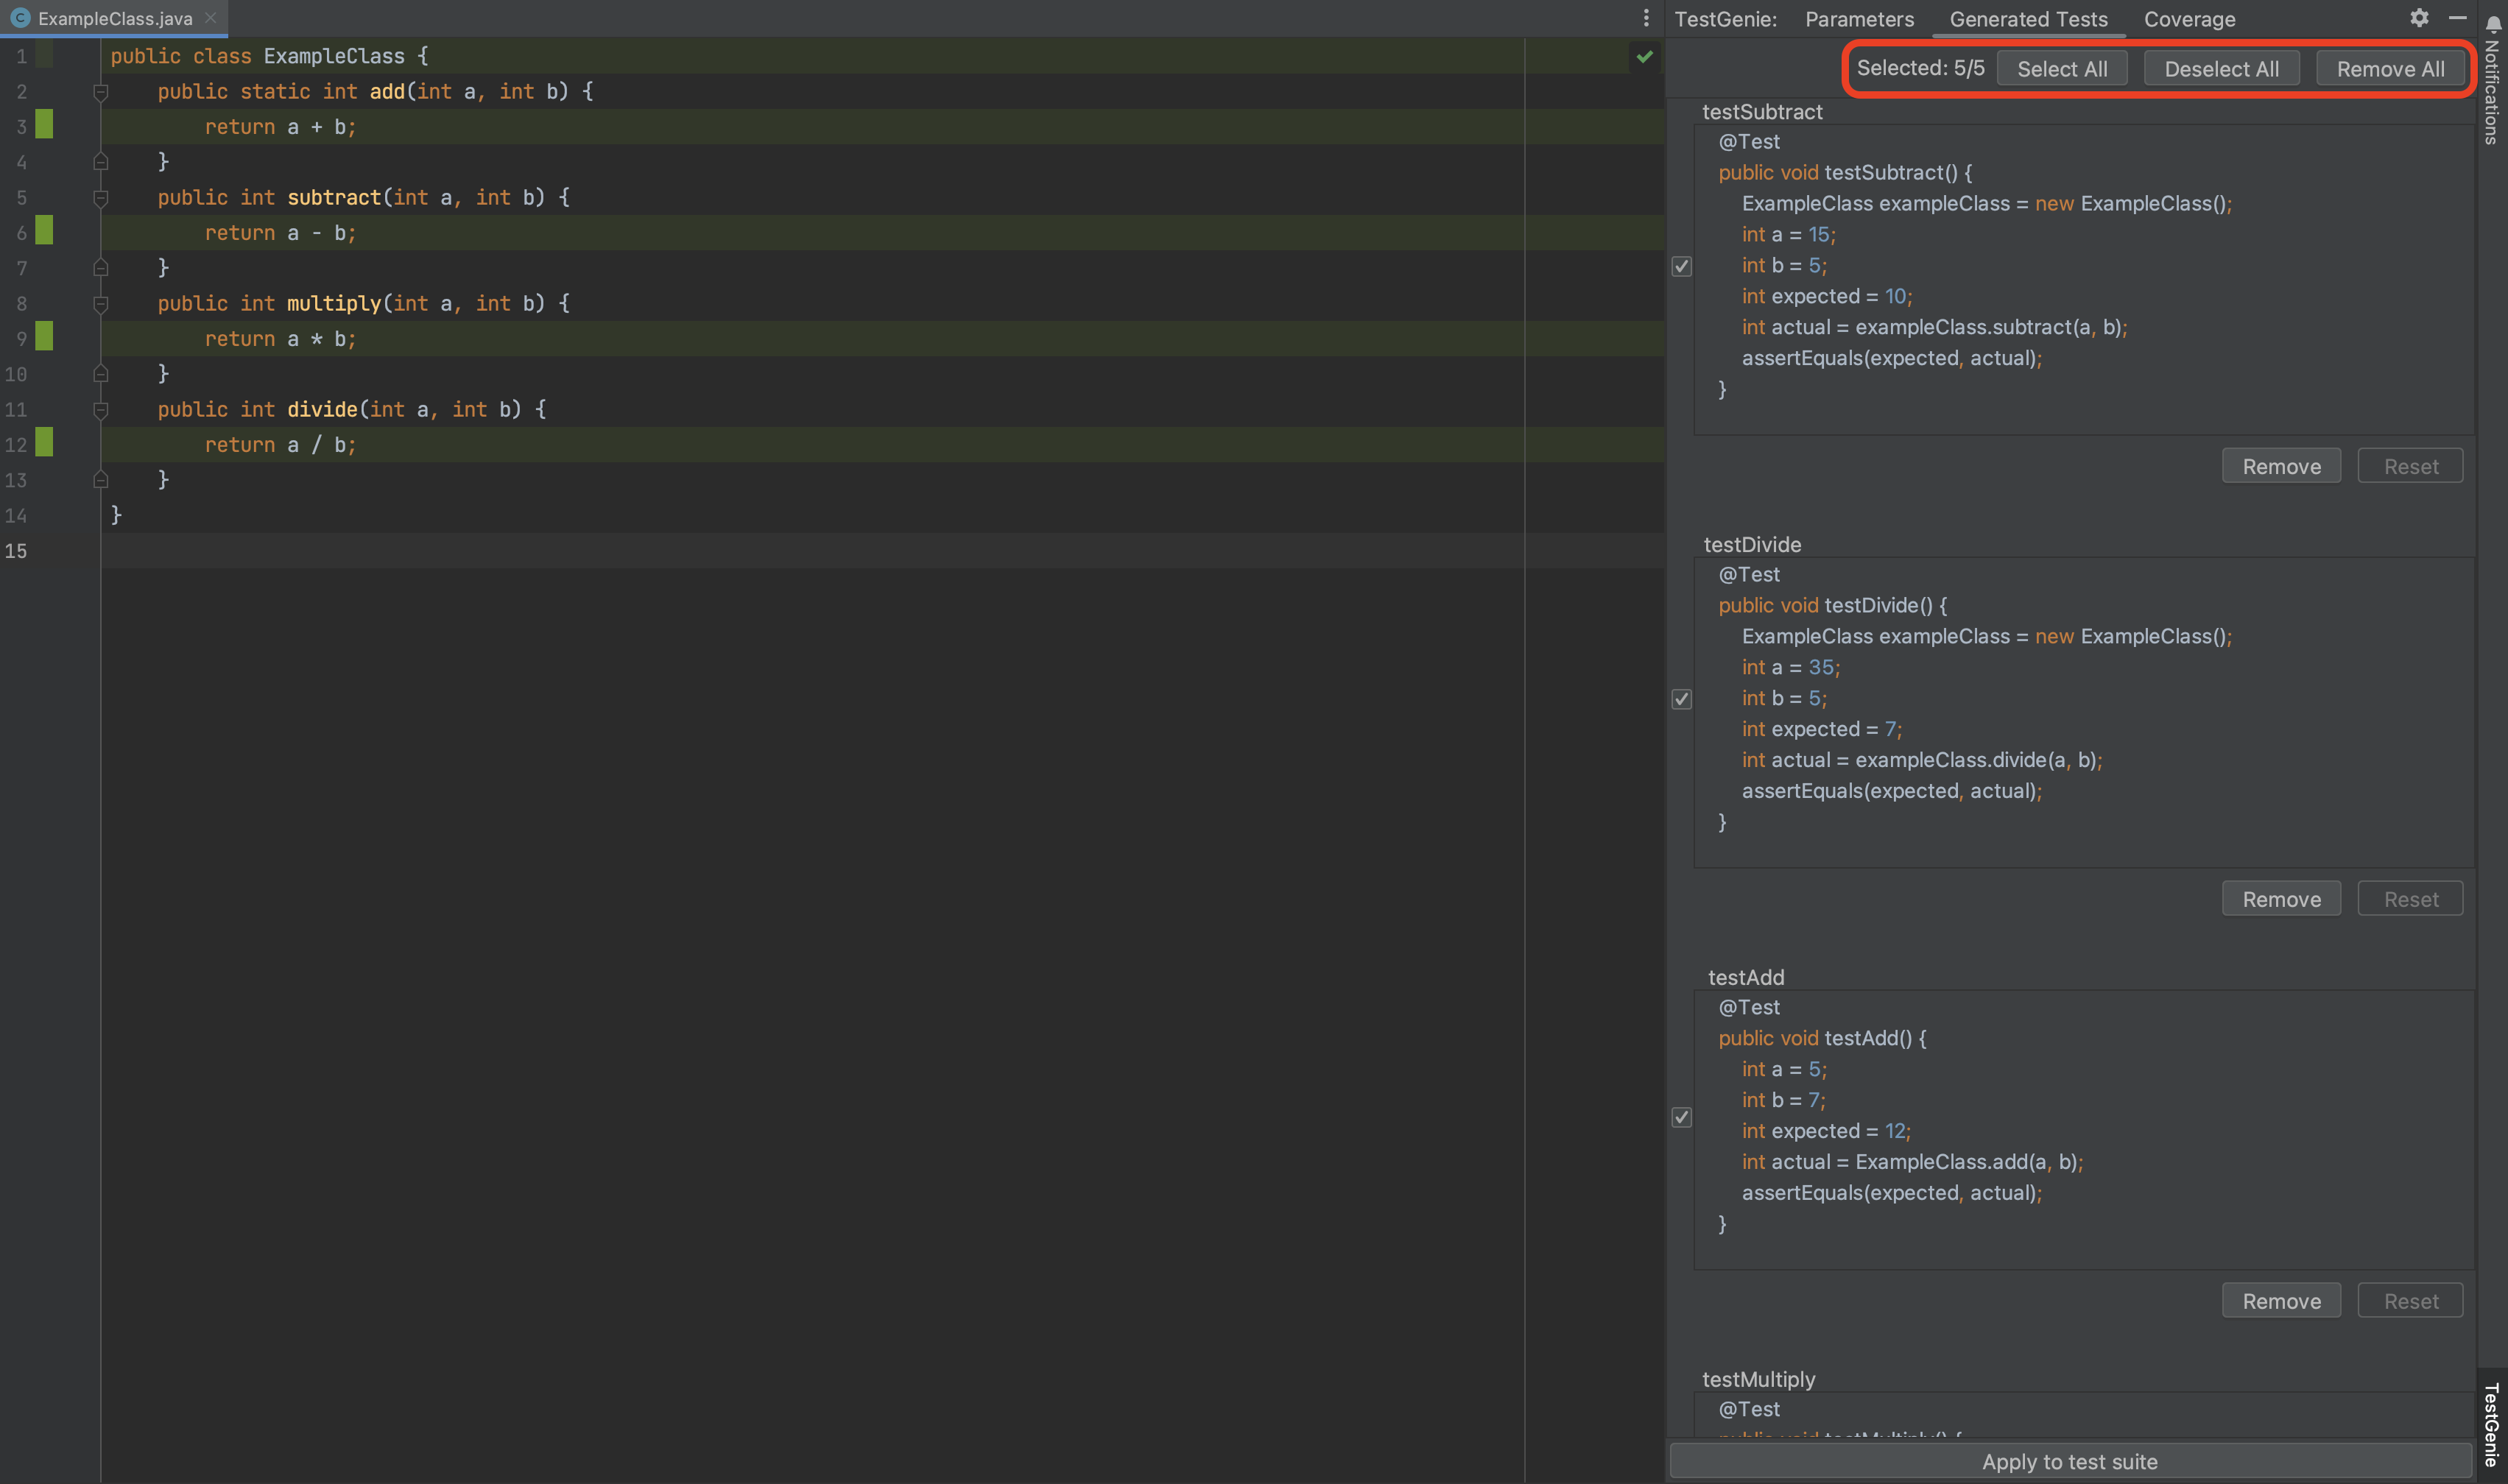 ExampleClass.java
1 public class ExampleClass {
2 public static int add(int a, int b) {
3 return a + b;
4 }
5 public int subtract(int a, int b) {
6 return a - b;
7 }
8 public int multiply(int a, int b) {
9 return a * b;
10 }
11 public int divide(int a, int b) {
12 return a / b;
13 }
14 }
15
TestGenie: Parameters Generated Tests Coverage
Selected: 5/5 Select All Deselect All Remove All
testSubtract
@Test
public void testSubtract() {
ExampleClass exampleClass = new ExampleClass();
int a = 15;
int b = 5;
int expected = 10;
int actual = exampleClass.subtract(a, b);
assertEquals(expected, actual);
}
Remove Reset
testDivide
@Test
public void testDivide() {
ExampleClass exampleClass = new ExampleClass();
int a = 35;
int b = 5;
int expected = 7;
int actual = exampleClass.divide(a, b);
assertEquals(expected, actual);
}
Remove Reset
testAdd
@Test
public void testAdd() {
int a = 5;
int b = 7;
int expected = 12;
int actual = ExampleClass.add(a, b);
assertEquals(expected, actual);
}
Remove Reset
testMultiply
@Test
public void testMultiply() {
Apply to test suite
Notifications
TestGenie